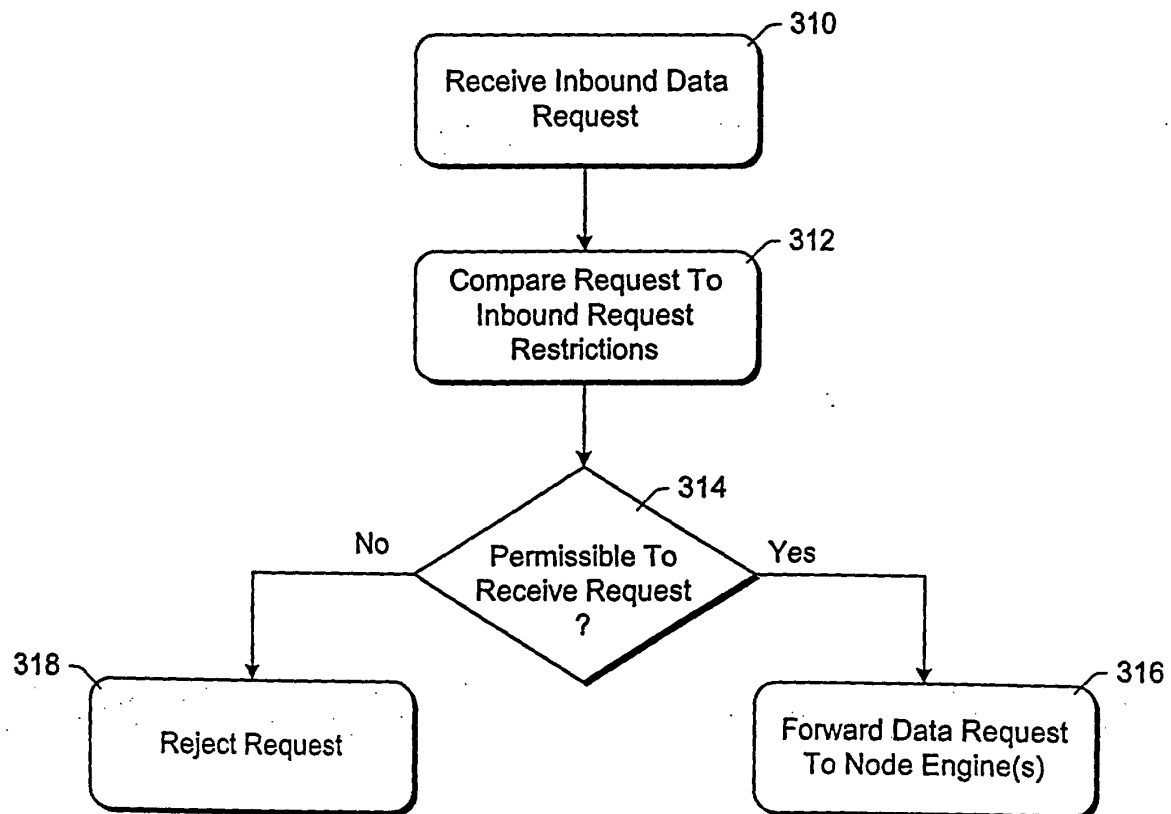 310
Receive Inbound Data
Request
312
Compare Request To
Inbound Request
Restrictions
314
No
Permissible To
Receive Request
?
Yes
318
Reject Request
316
Forward Data Request
To Node Engine(s)